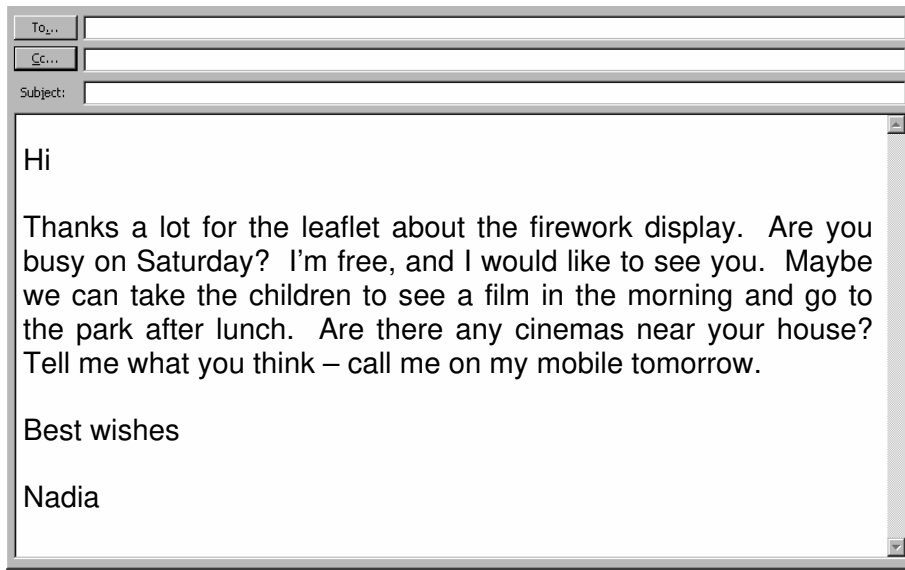 To...
Cc...
Subject:
Hi
Thanks a lot for the leaflet about the firework display. Are you
busy on Saturday? I'm free, and I would like to see you. Maybe
we can take the children to see a film in the morning and go to
the park after lunch. Are there any cinemas near your house?
Tell me what you think – call me on my mobile tomorrow.
Best wishes
Nadia